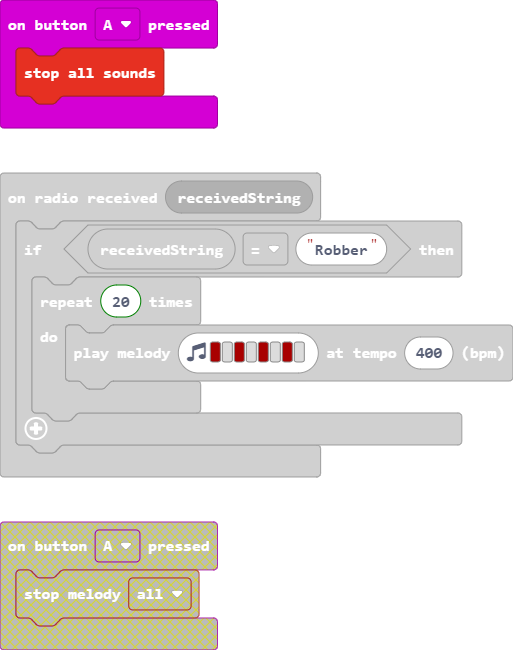 on button A pressed
stop all sounds
on radio received receivedString
if receivedString = "Robber" then
repeat 20 times
do
play melody at tempo 400 (bpm)
on button A pressed
stop melody all